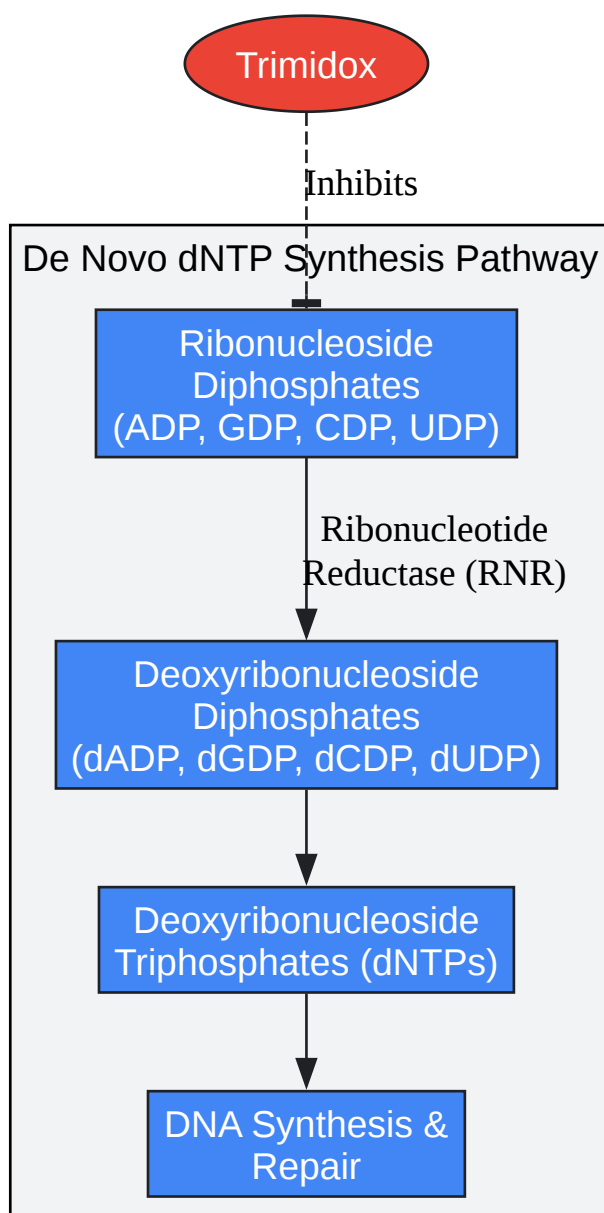 Trimidox
Inhibits
De Novo dNTP Synthesis Pathway
Ribonucleoside
Diphosphates
(ADP, GDP, CDP, UDP)
Ribonucleotide
Reductase (RNR)
Deoxyribonucleoside
Diphosphates
(dADP, dGDP, dCDP, dUDP)
Deoxyribonucleoside
Triphosphates (dNTPs)
DNA Synthesis &
Repair